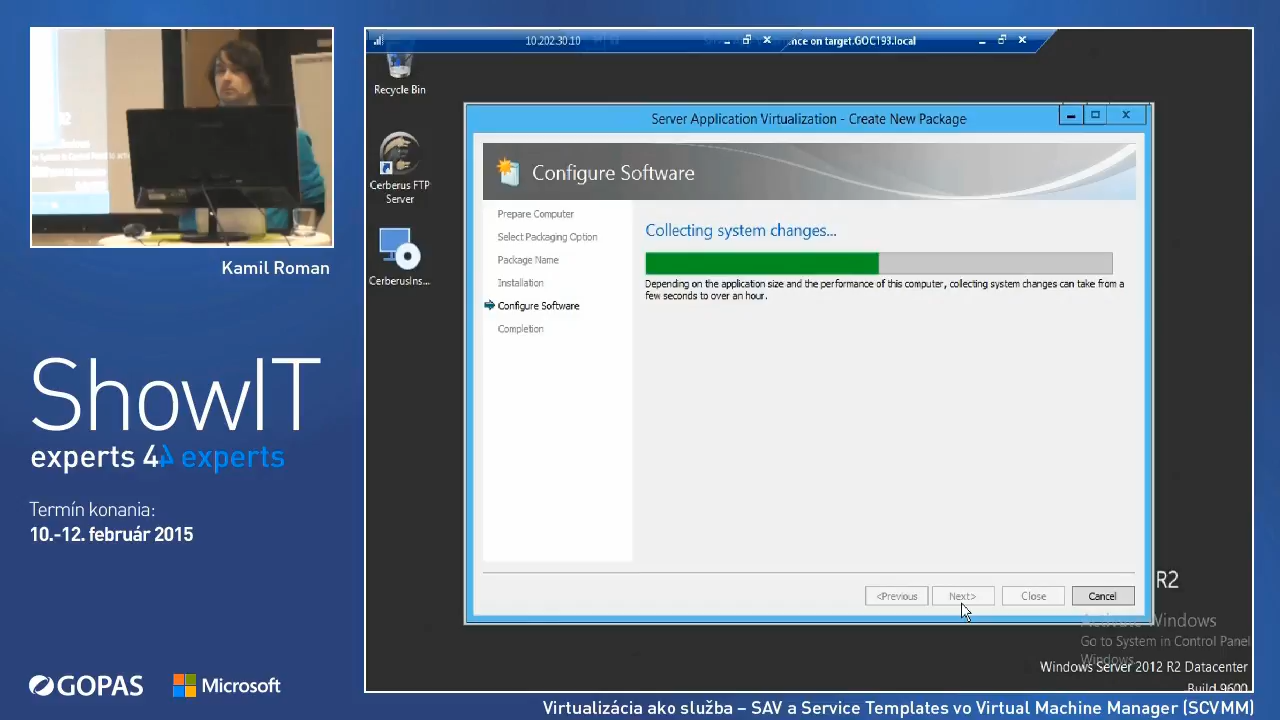 Kamil Roman
ShowIT
experts 4 experts
Termín konania:
10.-12. február 2015
GOPAS
Microsoft
10.202.30.10
nce on target.GOC193.local
Recycle Bin
Cerberus FTP
Server
CerberusIns...
Server Application Virtualization - Create New Package
Configure Software
Prepare Computer
Select Packaging Option
Package Name
Installation
Configure Software
Completion
Collecting system changes...
Depending on the application size and the performance of this computer, collecting system changes can take from a
few seconds to over an hour.
<Previous
Next>
Close
Cancel
R2
Activate Windows
Go to System in Control Panel
Windows.
Windows Server 2012 R2 Datacenter
Build 9600
Virtualizácia ako služba – SAV a Service Templates vo Virtual Machine Manager (SCVMM)